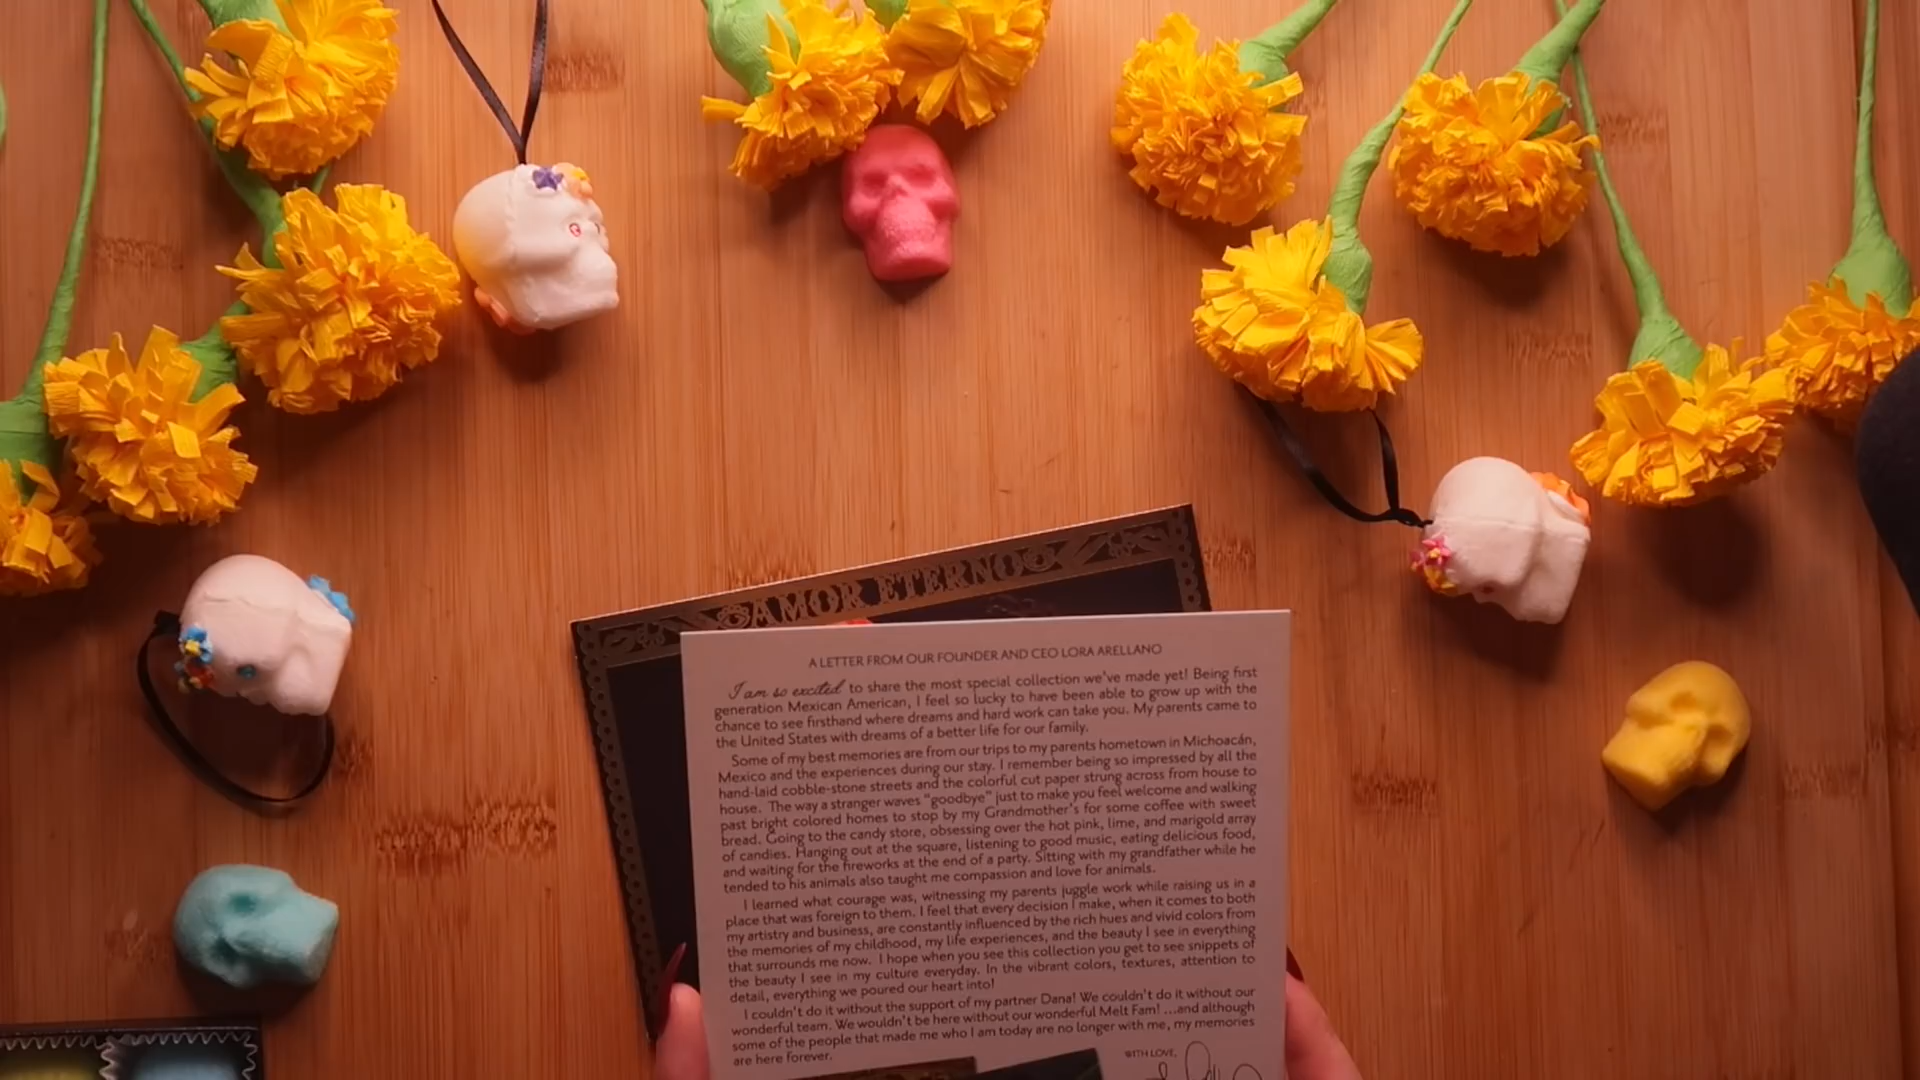 AMOR ETERNO
A LETTER FROM OUR FOUNDER AND CEO LORA ARELLANO
I am so excited to share the most special collection we've made yet! Being first
generation Mexican American, I feel so lucky to have been able to grow up with the
chance to see firsthand where dreams and hard work can take you. My parents came to
the United States with dreams of a better life for our family.
Some of my best memories are from our trips to my parents hometown in Michoacán,
Mexico and the experiences during our stay. I remember being so impressed by all the
hand-laid cobble-stone streets and the colorful cut paper strung across from house to
house. The way a stranger waves "goodbye" just to make you feel welcome and walking
past bright colored homes to stop by my Grandmother's for some coffee with sweet
bread. Going to the candy store, obsessing over the hot pink, lime, and marigold array
of candies. Hanging out at the square, listening to good music, eating delicious food,
and waiting for the fireworks at the end of a party. Sitting with my grandfather while he
tended to his animals also taught me compassion and love for animals.
I learned what courage was, witnessing my parents juggle work while raising us in a
place that was foreign to them. I feel that every decision I make, when it comes to both
my artistry and business, are constantly influenced by the rich hues and vivid colors from
the memories of my childhood, my life experiences, and the beauty I see in everything
that surrounds me now. I hope when you see this collection you get to see snippets of
the beauty I see in my culture everyday. In the vibrant colors, textures, attention to
detail, everything we poured our heart into!
I couldn't do it without the support of my partner Dana! We couldn't do it without our
wonderful team. We wouldn't be here without our wonderful Melt Fam! ...and although
some of the people that made me who I am today are no longer with me, my memories
are here forever.
WITH LOVE,